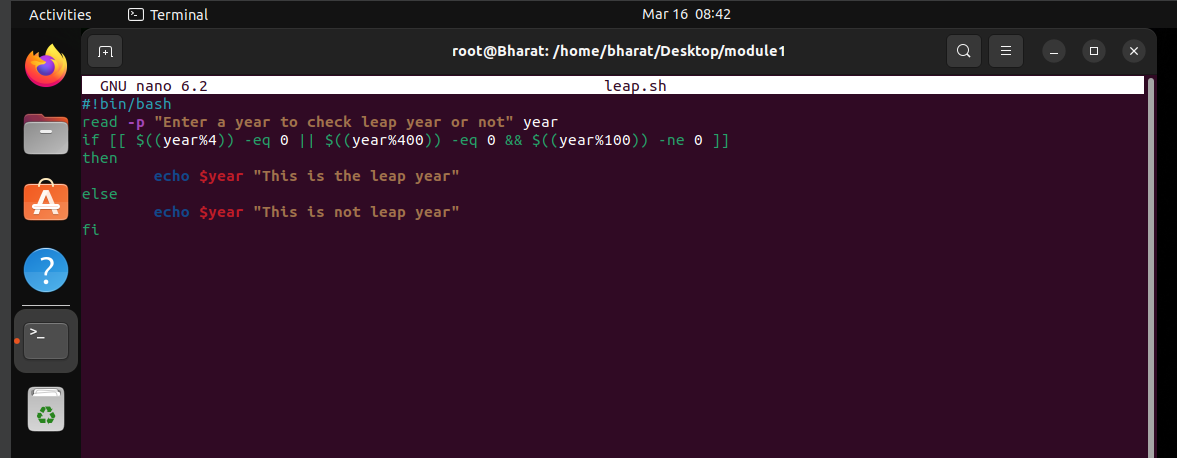 Activities Terminal Mar 16 08:42
root@Bharat: /home/bharat/Desktop/module1
GNU nano 6.2 leap.sh
#!bin/bash
read -p "Enter a year to check leap year or not" year
if [[ $((year%4)) -eq 0 || $((year%400)) -eq 0 && $((year%100)) -ne 0 ]]
then
        echo $year "This is the leap year"
else
        echo $year "This is not leap year"
fi